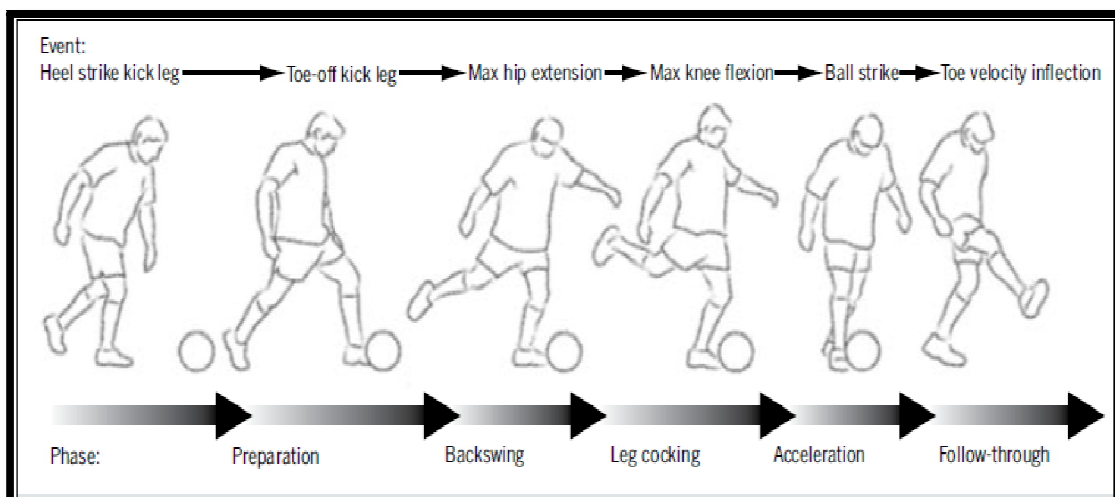 Event:
Heel strike kick leg Toe-off kick leg Max hip extension Max knee flexion Ball strike Toe velocity inflection
Phase: Preparation Backswing Leg cocking Acceleration Follow-through